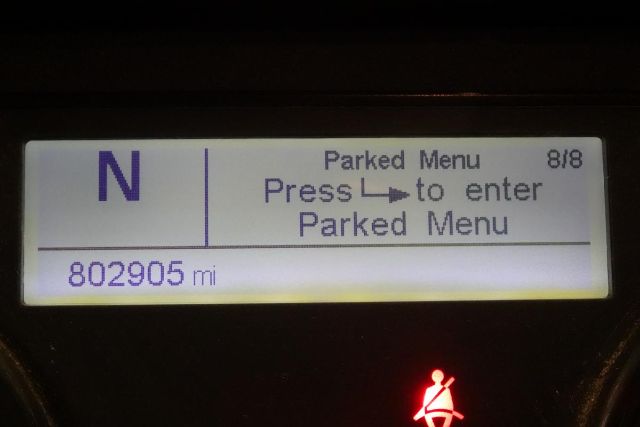 N
Parked Menu 8/8
Press to enter
Parked Menu
802905 mi